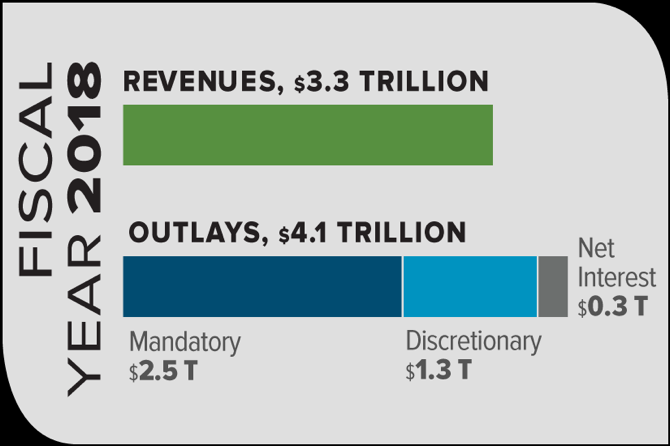 FISCAL
YEAR 2018
REVENUES, $3.3 TRILLION
OUTLAYS, $4.1 TRILLION
Net
Interest
$0.3 T
Mandatory
$2.5 T
Discretionary
$1.3 T